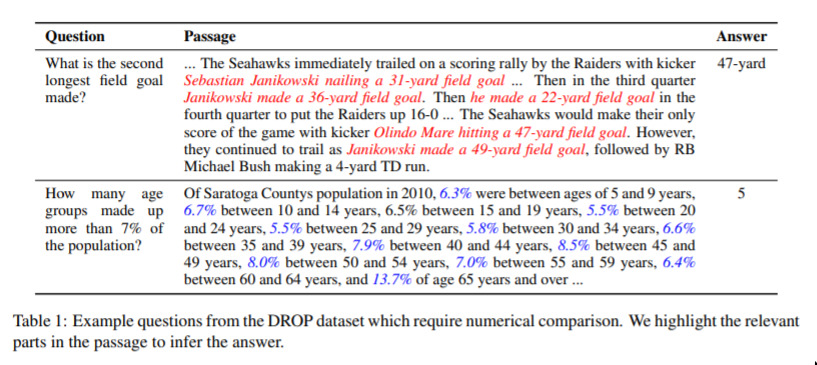 Question Passage Answer
What is the second longest field goal made?
... The Seahawks immediately trailed on a scoring rally by the Raiders with kicker
Sebastian Janikowski nailing a 31-yard field goal ... Then in the third quarter
Janikowski made a 36-yard field goal. Then he made a 22-yard field goal in the
fourth quarter to put the Raiders up 16-0 ... The Seahawks would make their only
score of the game with kicker Olindo Mare hitting a 47-yard field goal. However,
they continued to trail as Janikowski made a 49-yard field goal, followed by RB
Michael Bush making a 4-yard TD run.
47-yard
How many age groups made up more than 7% of the population?
Of Saratoga Countys population in 2010, 6.3% were between ages of 5 and 9 years,
6.7% between 10 and 14 years, 6.5% between 15 and 19 years, 5.5% between 20
and 24 years, 5.5% between 25 and 29 years, 5.8% between 30 and 34 years, 6.6%
between 35 and 39 years, 7.9% between 40 and 44 years, 8.5% between 45 and
49 years, 8.0% between 50 and 54 years, 7.0% between 55 and 59 years, 6.4%
between 60 and 64 years, and 13.7% of age 65 years and over ...
5
Table 1: Example questions from the DROP dataset which require numerical comparison. We highlight the relevant
parts in the passage to infer the answer.